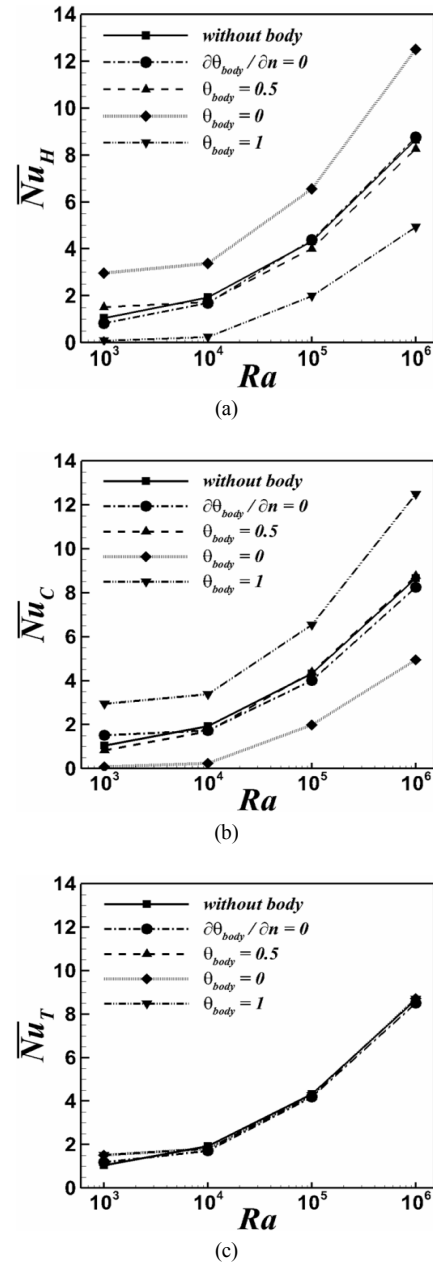 14
12
10
8
6
4
2
0
without body
∂θbody / ∂n = 0
θbody = 0.5
θbody = 0
θbody = 1
NuH
10³ 10⁴ 10⁵ 10⁶
Ra
(a)
14
12
10
8
6
4
2
0
without body
∂θbody / ∂n = 0
θbody = 0.5
θbody = 0
θbody = 1
NuC
10³ 10⁴ 10⁵ 10⁶
Ra
(b)
14
12
10
8
6
4
2
0
without body
∂θbody / ∂n = 0
θbody = 0.5
θbody = 0
θbody = 1
NuT
10³ 10⁴ 10⁵ 10⁶
Ra
(c)